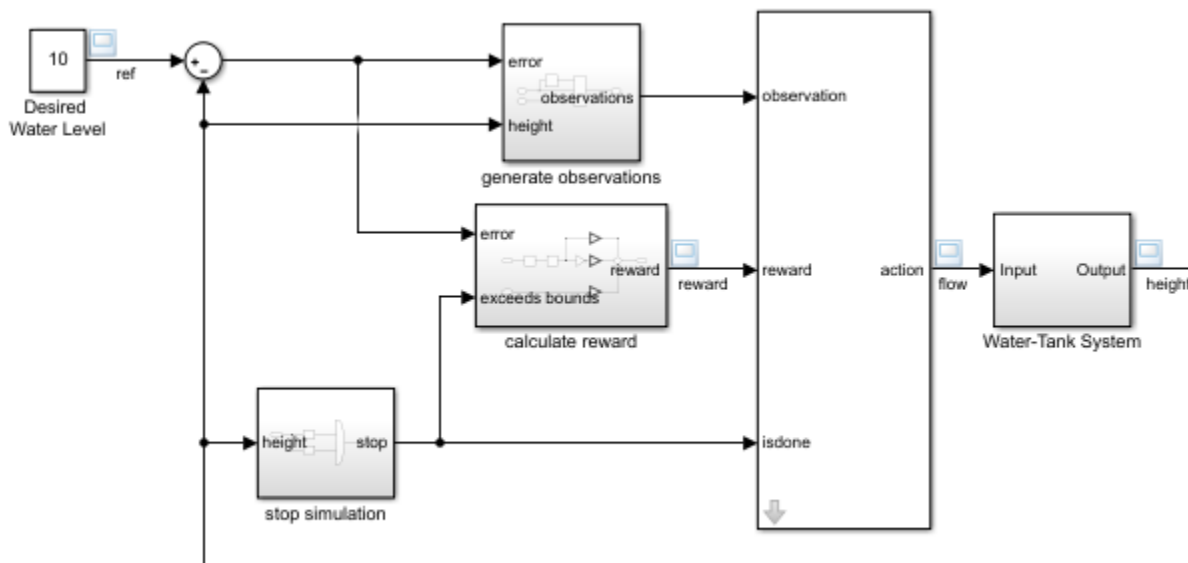 10
ref
Desired
Water Level
+
−
error
observations
height
generate observations
error
reward
exceeds bounds
calculate reward
reward
height
stop
stop simulation
observation
reward
action
isdone
flow
Input
Output
Water-Tank System
height